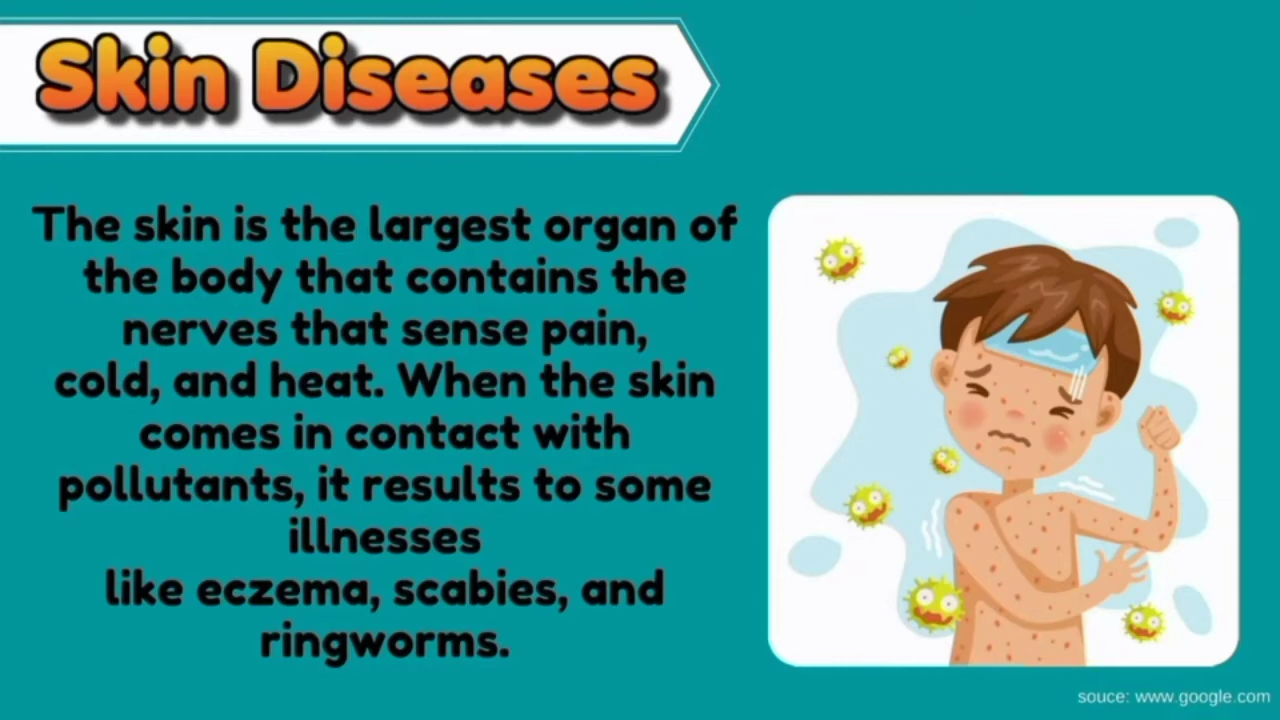 Skin Diseases
The skin is the largest organ of
the body that contains the
nerves that sense pain,
cold, and heat. When the skin
comes in contact with
pollutants, it results to some
illnesses
like eczema, scabies, and
ringworms.
souce: www.google.com